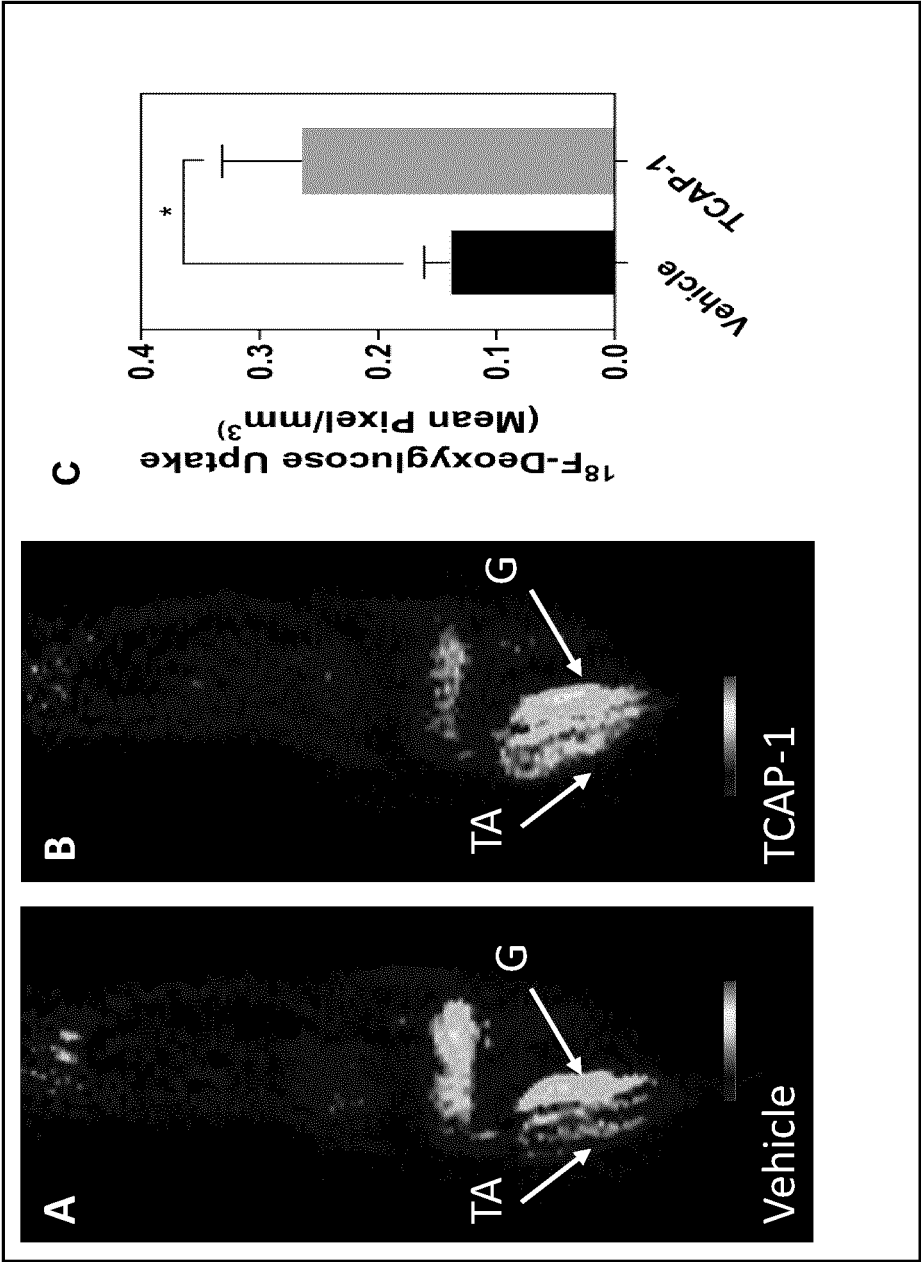 A
TA
G
Vehicle
B
TA
G
TCAP-1
C
¹⁸F-Deoxyglucose Uptake
(Mean Pixel/mm³)
0.4
0.3
0.2
0.1
0.0
*
Vehicle
TCAP-1